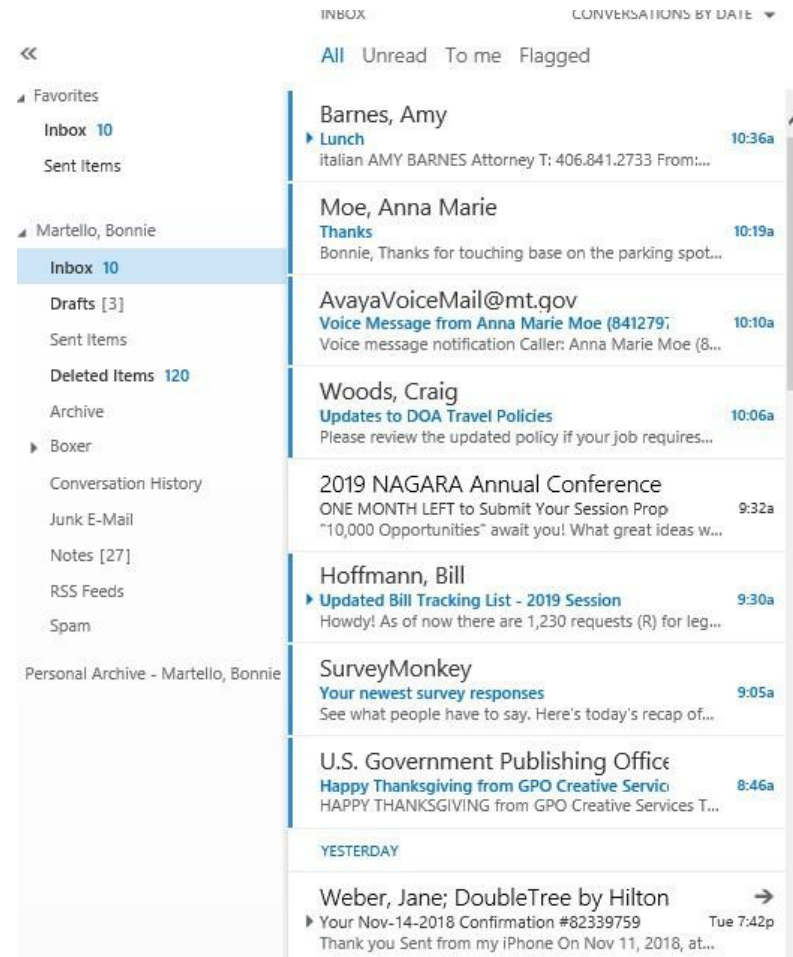 INBOX CONVERSATIONS BY DATE
All Unread To me Flagged
Favorites
Inbox 10
Sent Items
Martello, Bonnie
Inbox 10
Drafts [3]
Sent Items
Deleted Items 120
Archive
Boxer
Conversation History
Junk E-Mail
Notes [27]
RSS Feeds
Spam
Personal Archive - Martello, Bonnie
Barnes, Amy
Lunch 10:36a
italian AMY BARNES Attorney T: 406.841.2733 From:...
Moe, Anna Marie
Thanks 10:19a
Bonnie, Thanks for touching base on the parking spot...
AvayaVoiceMail@mt.gov
Voice Message from Anna Marie Moe (841279 10:10a
Voice message notification Caller: Anna Marie Moe (8...
Woods, Craig
Updates to DOA Travel Policies 10:06a
Please review the updated policy if your job requires...
2019 NAGARA Annual Conference
ONE MONTH LEFT to Submit Your Session Prop 9:32a
"10,000 Opportunities" await you! What great ideas w...
Hoffmann, Bill
Updated Bill Tracking List - 2019 Session 9:30a
Howdy! As of now there are 1,230 requests (R) for leg...
SurveyMonkey
Your newest survey responses 9:05a
See what people have to say. Here's today's recap of...
U.S. Government Publishing Office
Happy Thanksgiving from GPO Creative Servic 8:46a
HAPPY THANKSGIVING from GPO Creative Services T...
YESTERDAY
Weber, Jane; DoubleTree by Hilton
Your Nov-14-2018 Confirmation #82339759 Tue 7:42p
Thank you Sent from my iPhone On Nov 11, 2018, at...